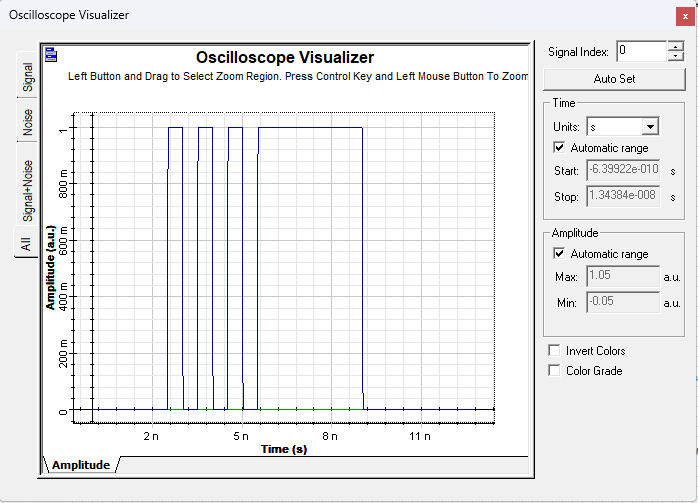 Oscilloscope Visualizer
Signal
Noise
Signal+Noise
All
Oscilloscope Visualizer
Left Button and Drag to Select Zoom Region. Press Control Key and Left Mouse Button To Zoom
Amplitude (a.u.)
1
800 m
600 m
400 m
200 m
0
2 n
5 n
8 n
11 n
Time (s)
Amplitude
Signal Index: 0
Auto Set
Time
Units: s
Automatic range
Start: -6.39922e-010 s
Stop: 1.34384e-008 s
Amplitude
Automatic range
Max: 1.05 a.u.
Min: -0.05 a.u.
Invert Colors
Color Grade